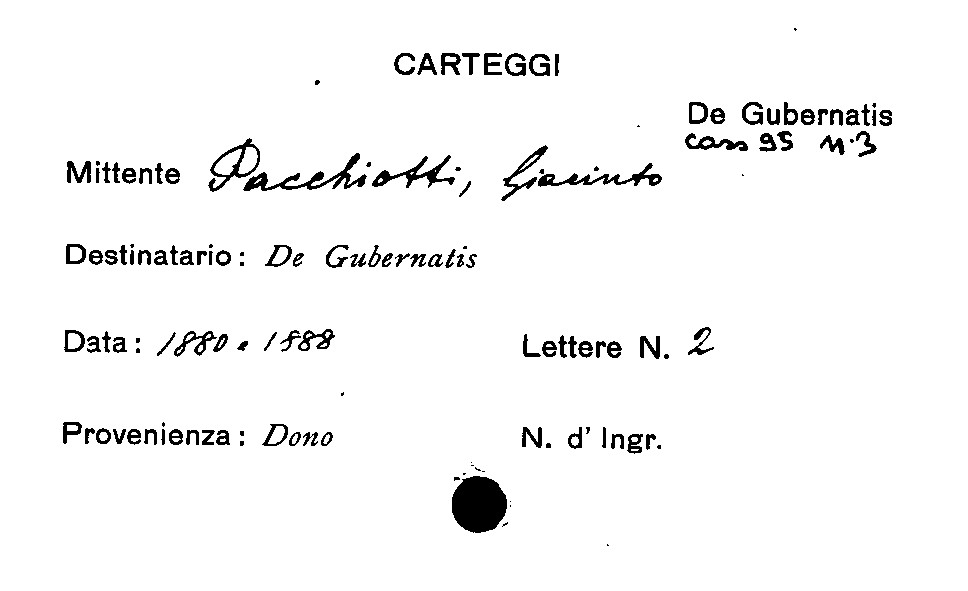 CARTEGGI
De Gubernatis
cass 95 n.3
Mittente Pacchiotti, Giacinto
Destinatario: De Gubernatis
Data: 1880 e 1888 Lettere N. 2
Provenienza: Dono N. d' Ingr.